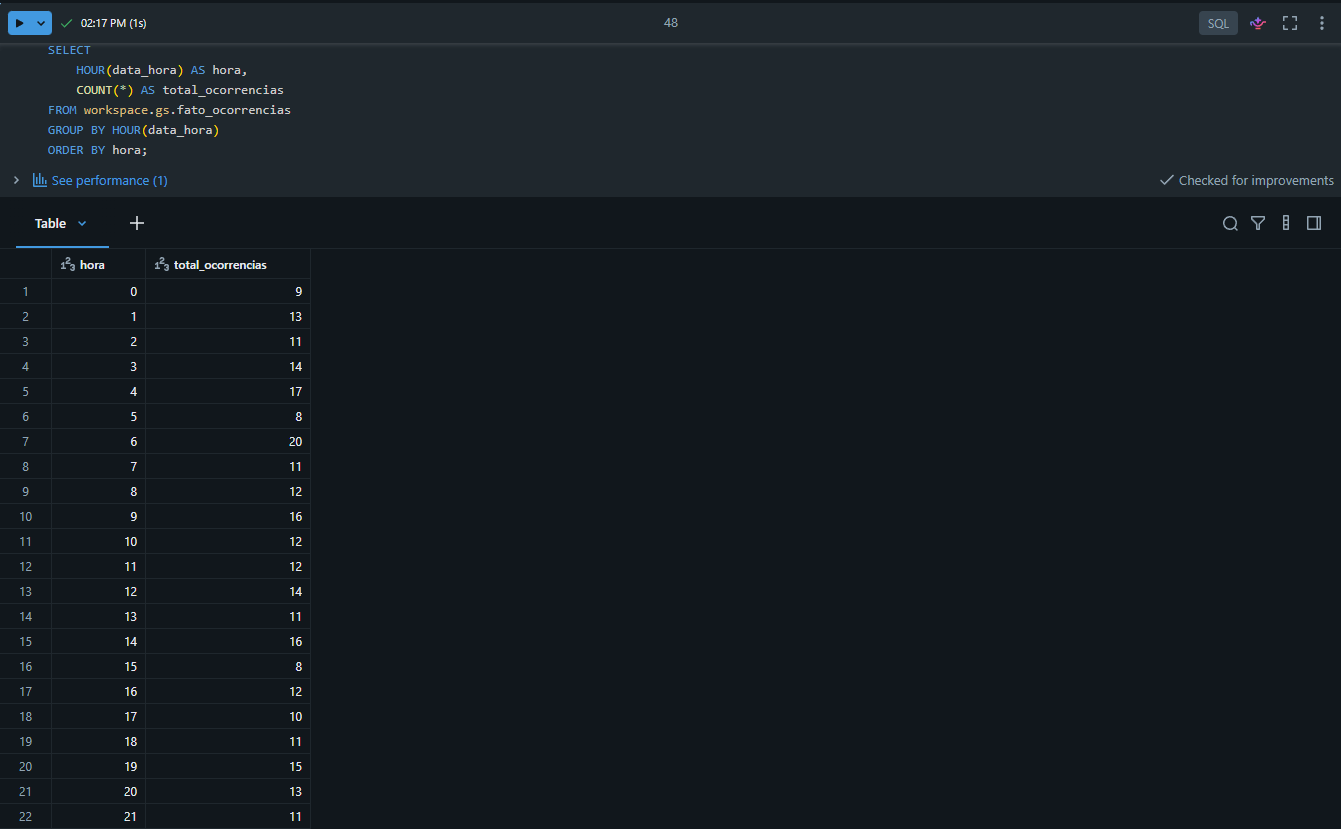 02:17 PM (1s)
48
SQL
SELECT
HOUR(data_hora) AS hora,
COUNT(*) AS total_ocorrencias
FROM workspace.gs.fato_ocorrencias
GROUP BY HOUR(data_hora)
ORDER BY hora;
See performance (1)
Checked for improvements
Table
+
123 hora 123 total_ocorrencias
1 0 9
2 1 13
3 2 11
4 3 14
5 4 17
6 5 8
7 6 20
8 7 11
9 8 12
10 9 16
11 10 12
12 11 12
13 12 14
14 13 11
15 14 16
16 15 8
17 16 12
18 17 10
19 18 11
20 19 15
21 20 13
22 21 11